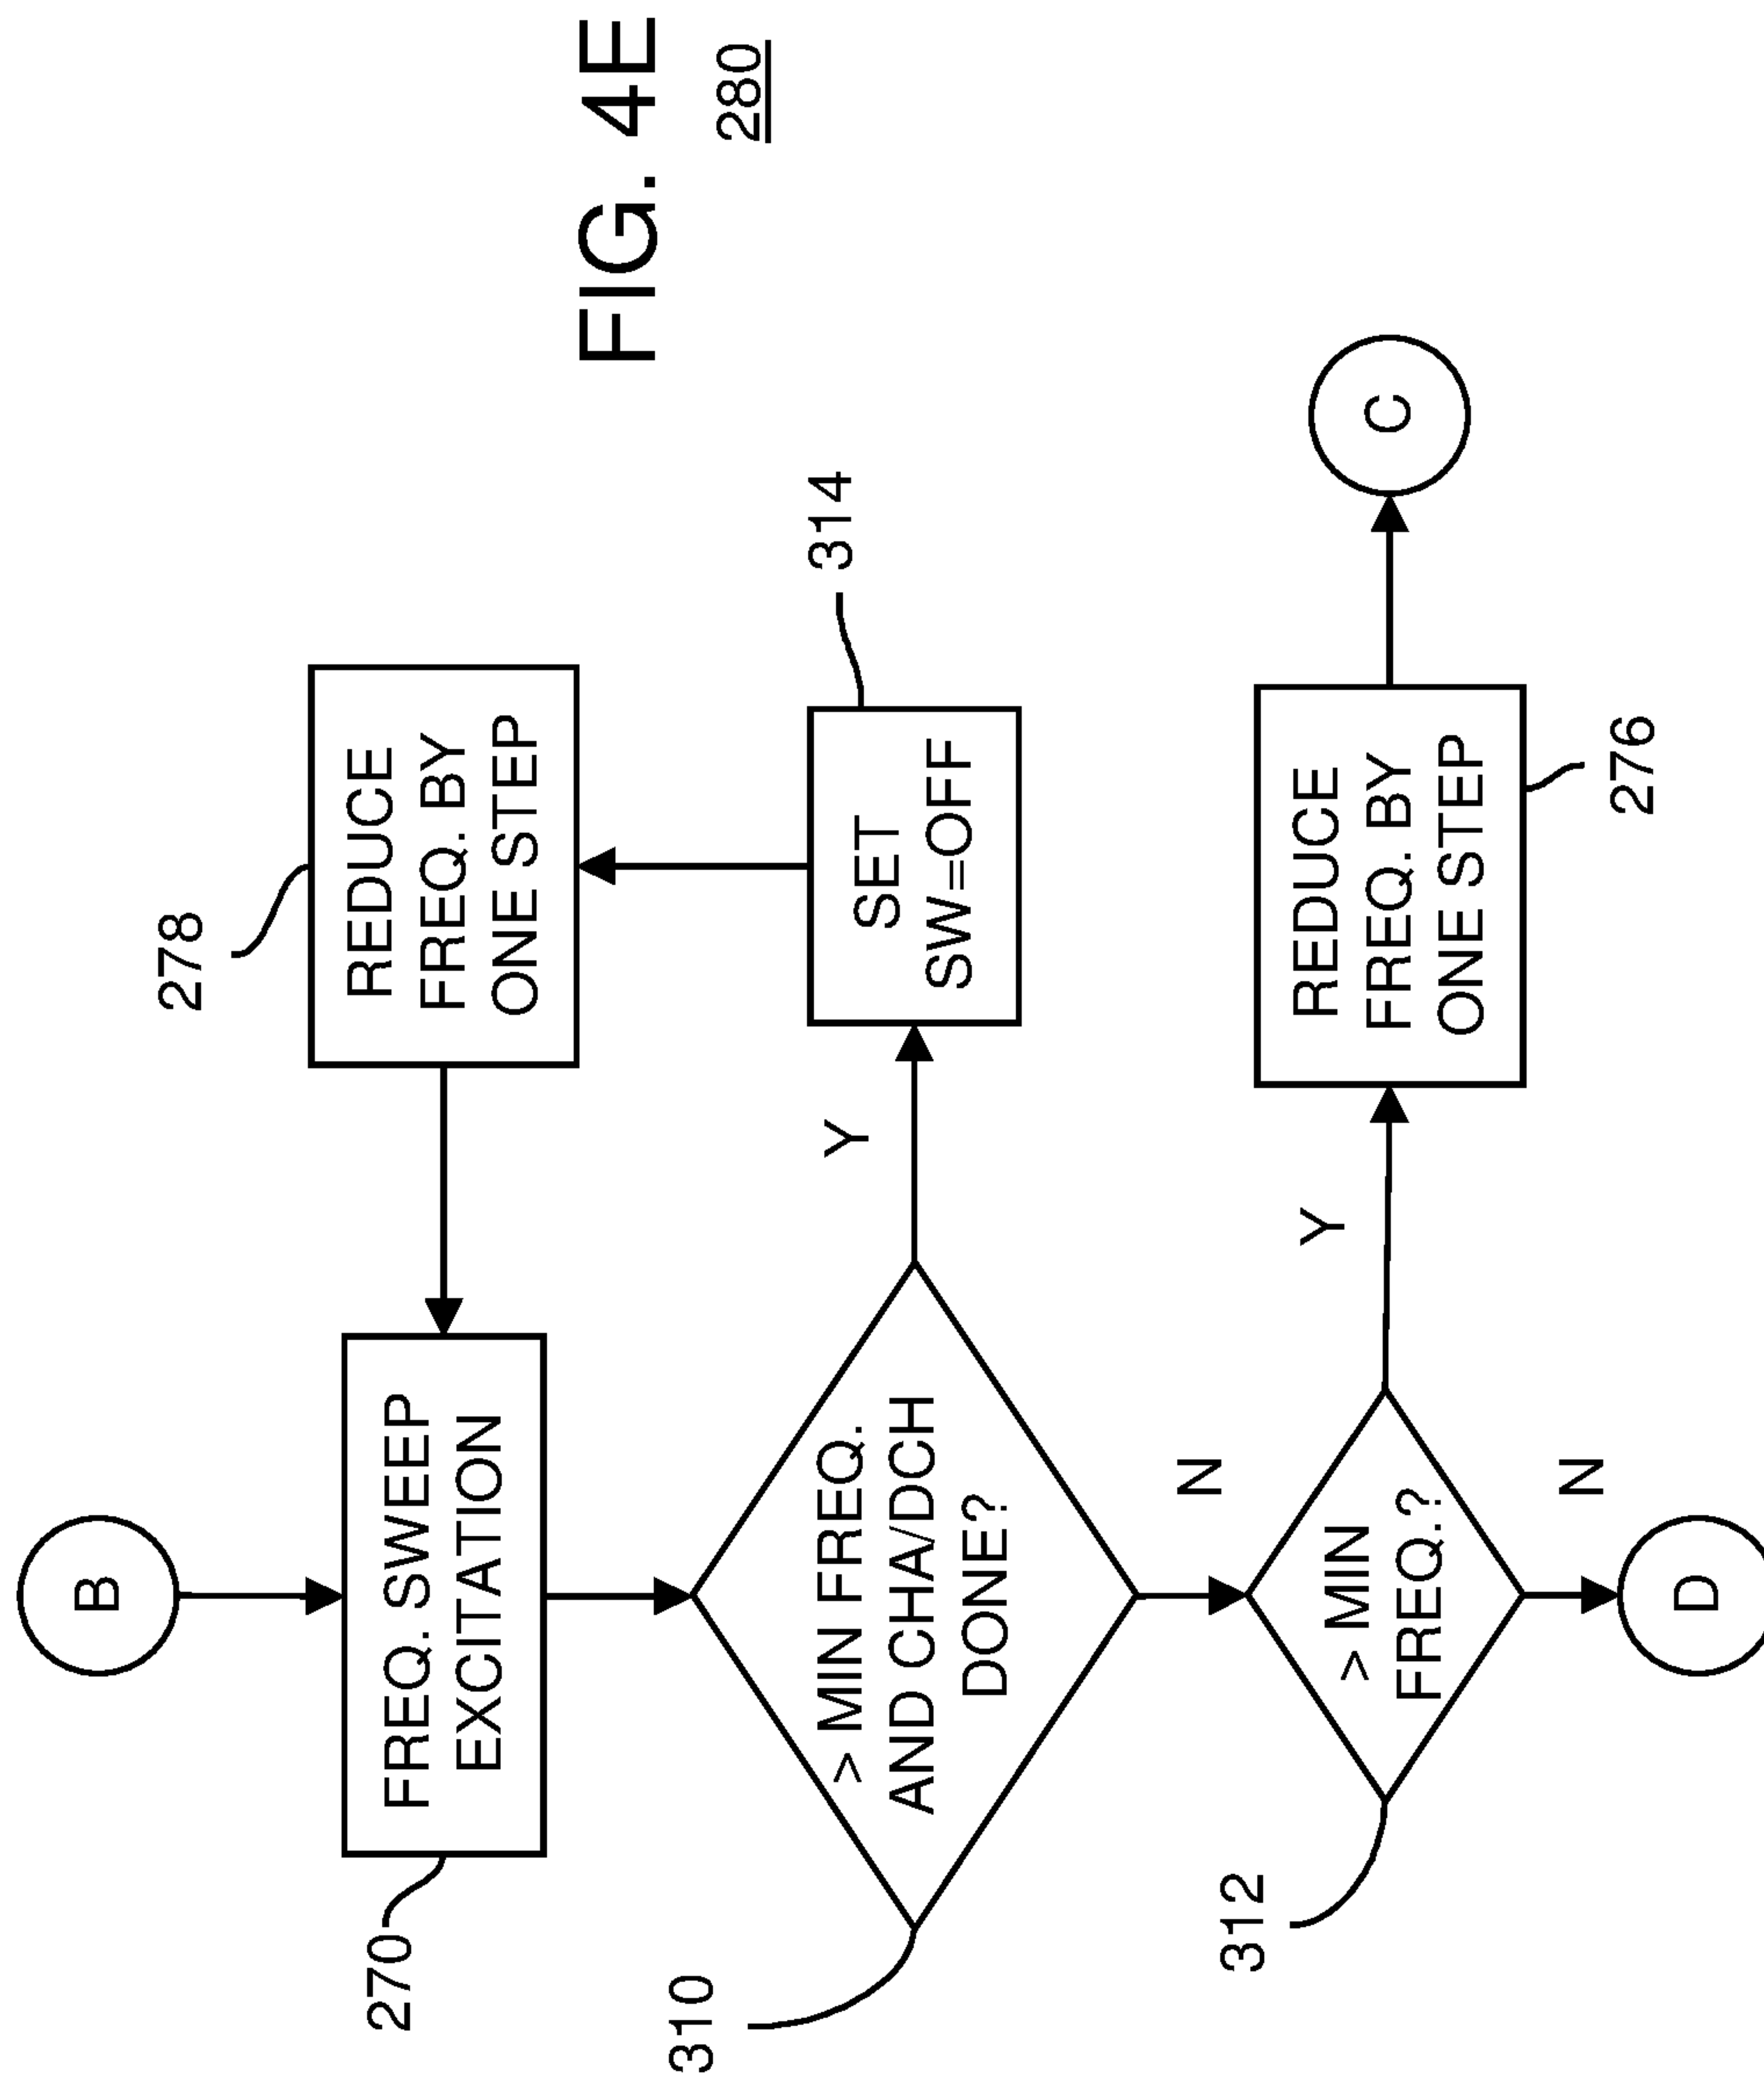 B
270
FREQ. SWEEP
EXCITATION
278
REDUCE
FREQ. BY
ONE STEP
310
> MIN FREQ.
AND CHA/DCH
DONE?
Y
SET
SW=OFF
314
N
312
> MIN
FREQ.?
Y
REDUCE
FREQ. BY
ONE STEP
276
C
N
D
FIG. 4E
280